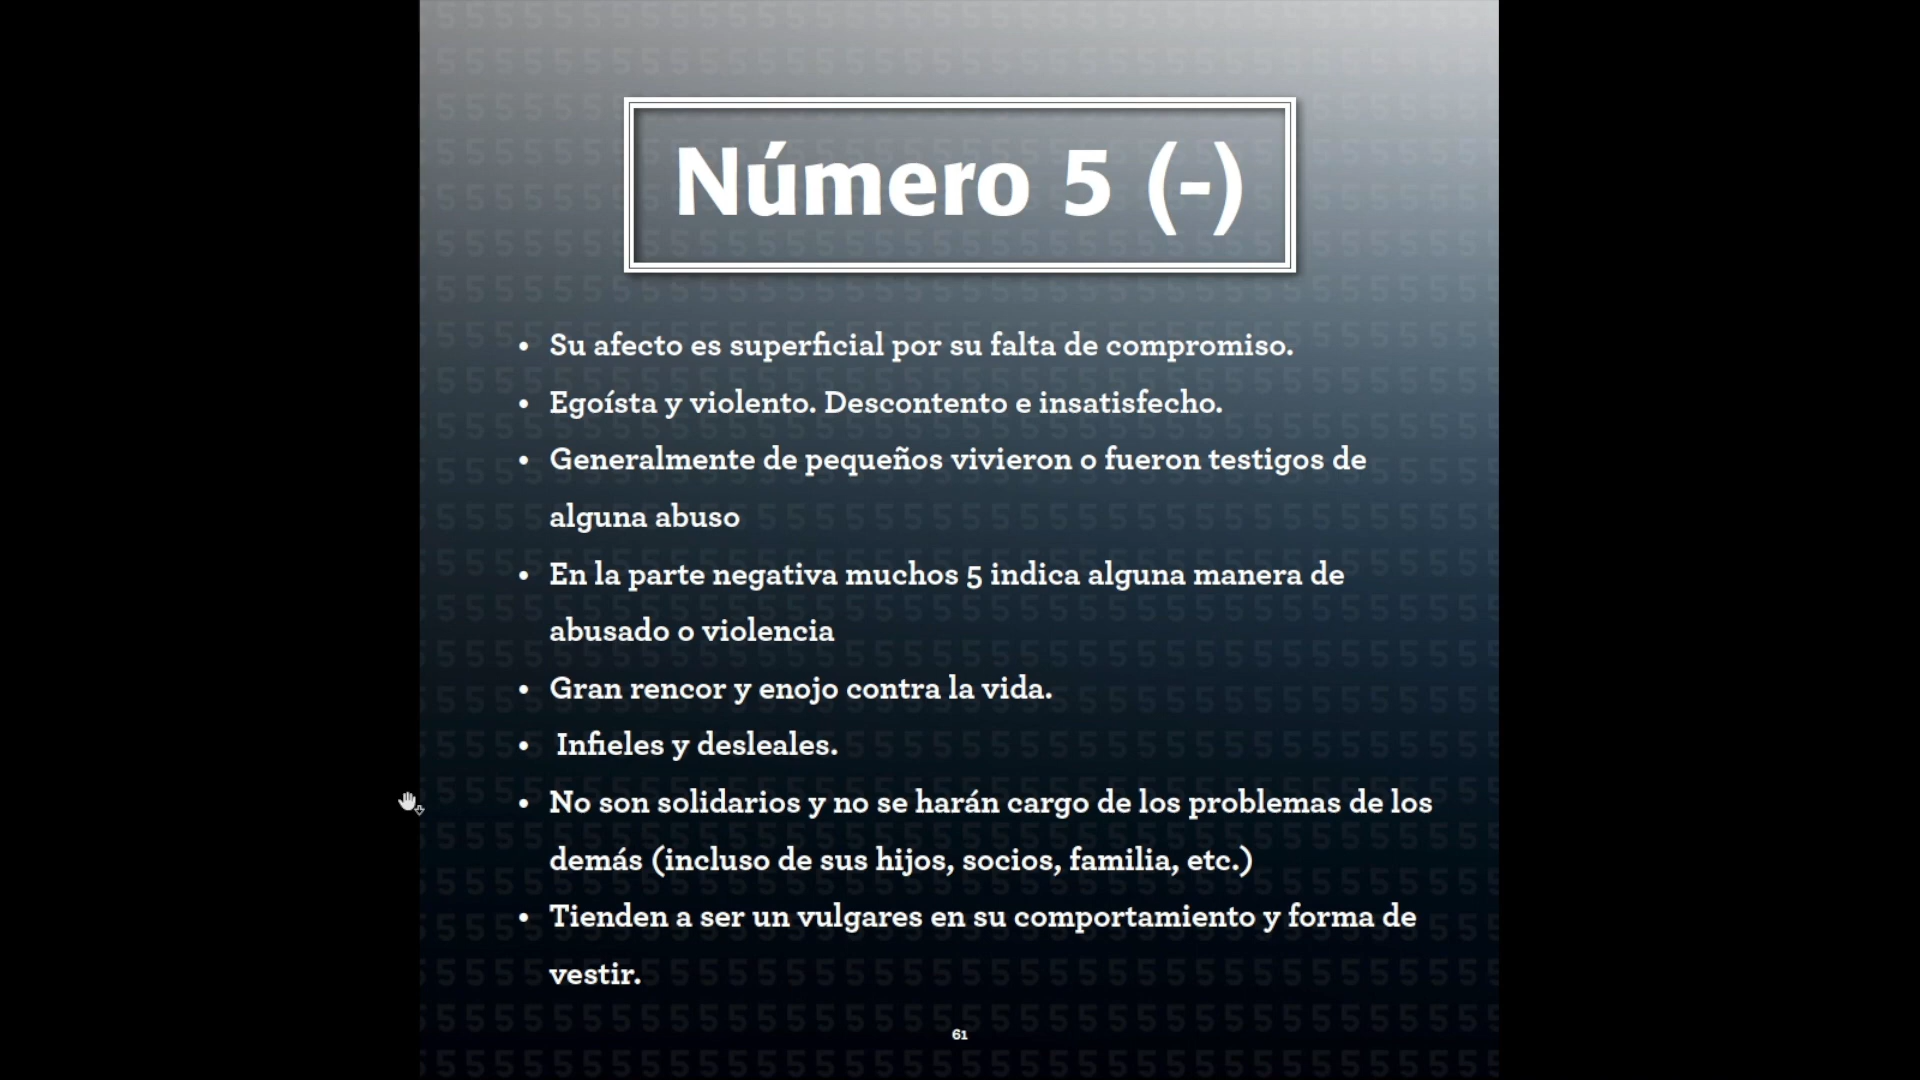 Número 5 (-)
• Su afecto es superficial por su falta de compromiso.
• Egoísta y violento. Descontento e insatisfecho.
• Generalmente de pequeños vivieron o fueron testigos de
alguna abuso
• En la parte negativa muchos 5 indica alguna manera de
abusado o violencia
• Gran rencor y enojo contra la vida.
• Infieles y desleales.
• No son solidarios y no se harán cargo de los problemas de los
demás (incluso de sus hijos, socios, familia, etc.)
• Tienden a ser un vulgares en su comportamiento y forma de
vestir.
61